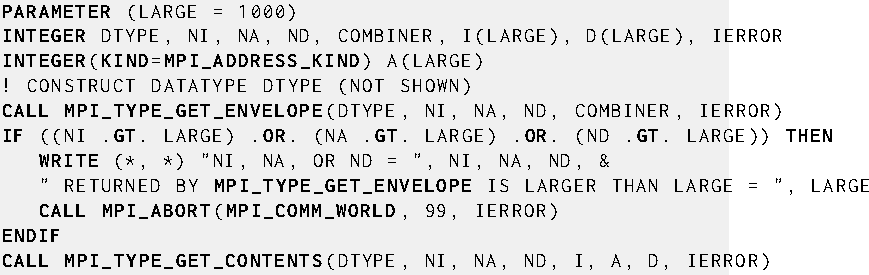 PARAMETER (LARGE = 1000)
INTEGER DTYPE, NI, NA, ND, COMBINER, I(LARGE), D(LARGE), IERROR
INTEGER(KIND=MPI_ADDRESS_KIND) A(LARGE)
! CONSTRUCT DATATYPE DTYPE (NOT SHOWN)
CALL MPI_TYPE_GET_ENVELOPE(DTYPE, NI, NA, ND, COMBINER, IERROR)
IF ((NI .GT. LARGE) .OR. (NA .GT. LARGE) .OR. (ND .GT. LARGE)) THEN
   WRITE (*, *) "NI, NA, OR ND = ", NI, NA, ND, &
   " RETURNED BY MPI_TYPE_GET_ENVELOPE IS LARGER THAN LARGE = ", LARGE
   CALL MPI_ABORT(MPI_COMM_WORLD, 99, IERROR)
ENDIF
CALL MPI_TYPE_GET_CONTENTS(DTYPE, NI, NA, ND, I, A, D, IERROR)